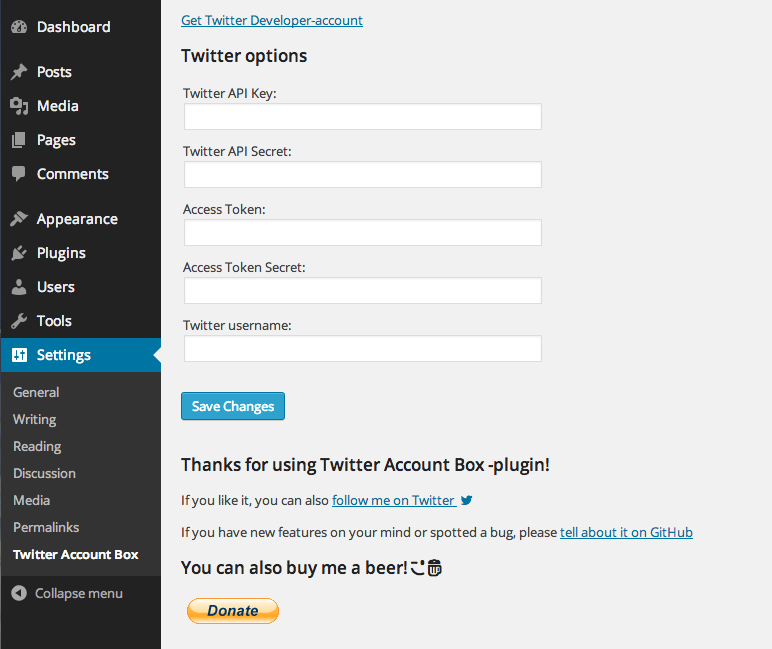 Dashboard
Posts
Media
Pages
Comments
Appearance
Plugins
Users
Tools
Settings
General
Writing
Reading
Discussion
Media
Permalinks
Twitter Account Box
Collapse menu
Get Twitter Developer-account
Twitter options
Twitter API Key:
Twitter API Secret:
Access Token:
Access Token Secret:
Twitter username:
Save Changes
Thanks for using Twitter Account Box -plugin!
If you like it, you can also follow me on Twitter
If you have new features on your mind or spotted a bug, please tell about it on GitHub
You can also buy me a beer!
Donate